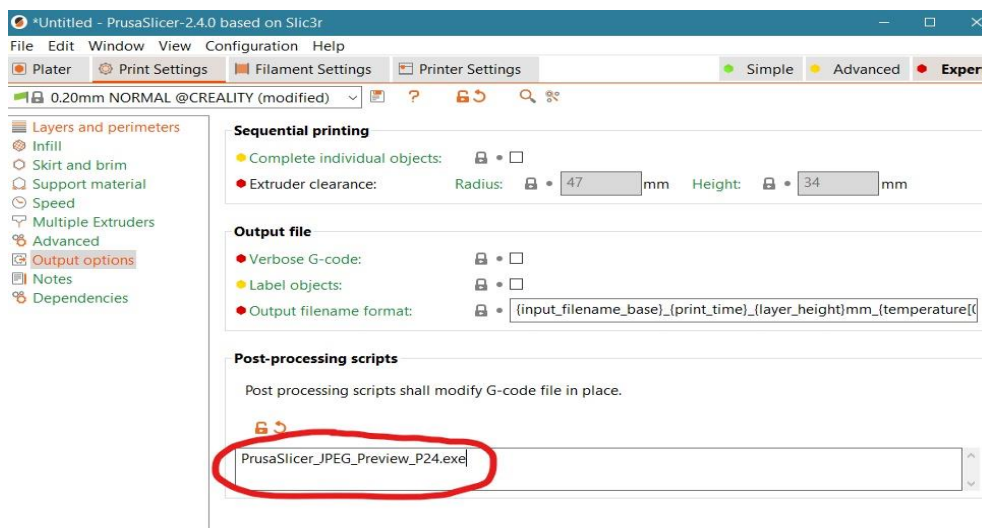 *Untitled - PrusaSlicer-2.4.0 based on Slic3r
File Edit Window View Configuration Help
Plater Print Settings Filament Settings Printer Settings Simple Advanced Exper
0.20mm NORMAL @CREALITY (modified) ?
Layers and perimeters
Infill
Skirt and brim
Support material
Speed
Multiple Extruders
Advanced
Output options
Notes
Dependencies
Sequential printing
Complete individual objects:
Extruder clearance: Radius: 47 mm Height: 34 mm
Output file
Verbose G-code:
Label objects:
Output filename format: {input_filename_base}_{print_time}_{layer_height}mm_{temperature[0
Post-processing scripts
Post processing scripts shall modify G-code file in place.
PrusaSlicer_JPEG_Preview_P24.exe